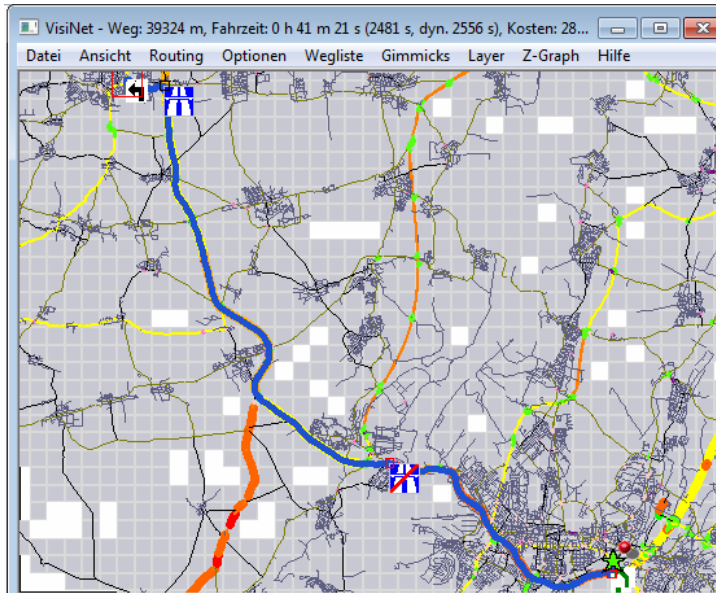 VisiNet - Weg: 39324 m, Fahrzeit: 0 h 41 m 21 s (2481 s, dyn. 2556 s), Kosten: 28...
Datei Ansicht Routing Optionen Wegliste Gimmicks Layer Z-Graph Hilfe